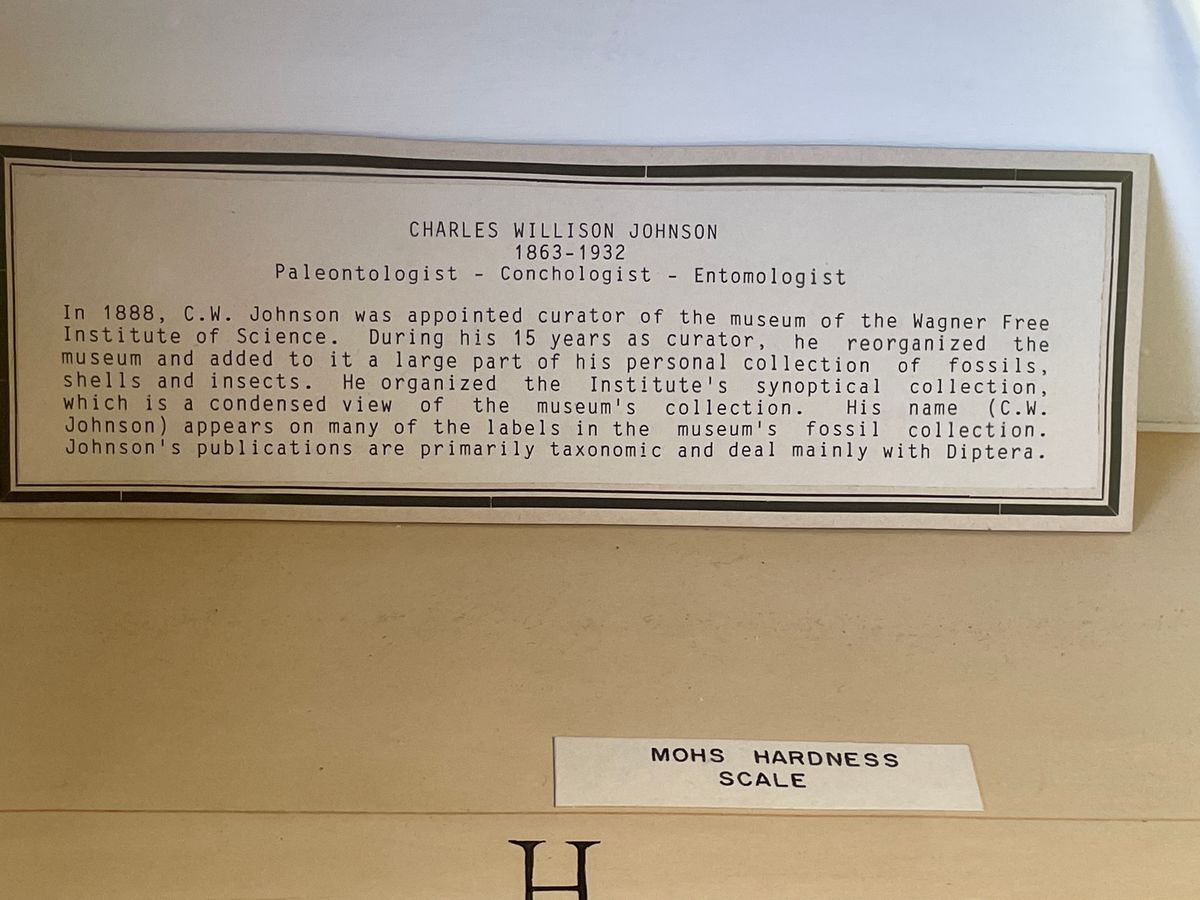 CHARLES WILLISON JOHNSON
1863-1932
Paleontologist - Conchologist - Entomologist
In 1888, C.W. Johnson was appointed curator of the museum of the Wagner Free
Institute of Science. During his 15 years as curator, he reorganized the
museum and added to it a large part of his personal collection of fossils,
shells and insects. He organized the Institute's synoptical collection,
which is a condensed view of the museum's collection. His name (C.W.
Johnson) appears on many of the labels in the museum's fossil collection.
Johnson's publications are primarily taxonomic and deal mainly with Diptera.
MOHS HARDNESS
SCALE
H